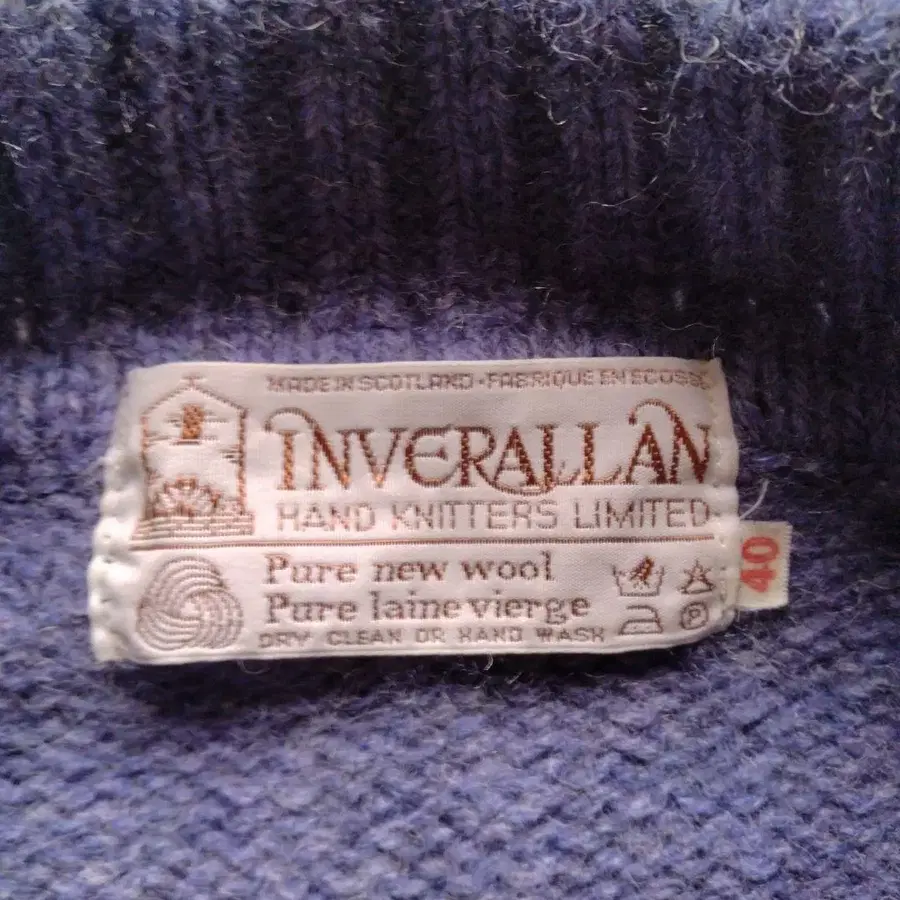 MADE IN SCOTLAND · FABRIQUE EN ECOSSE
INVERALLAN
HAND KNITTERS LIMITED
Pure new wool
Pure laine vierge
DRY CLEAN OR HAND WASH
P
40